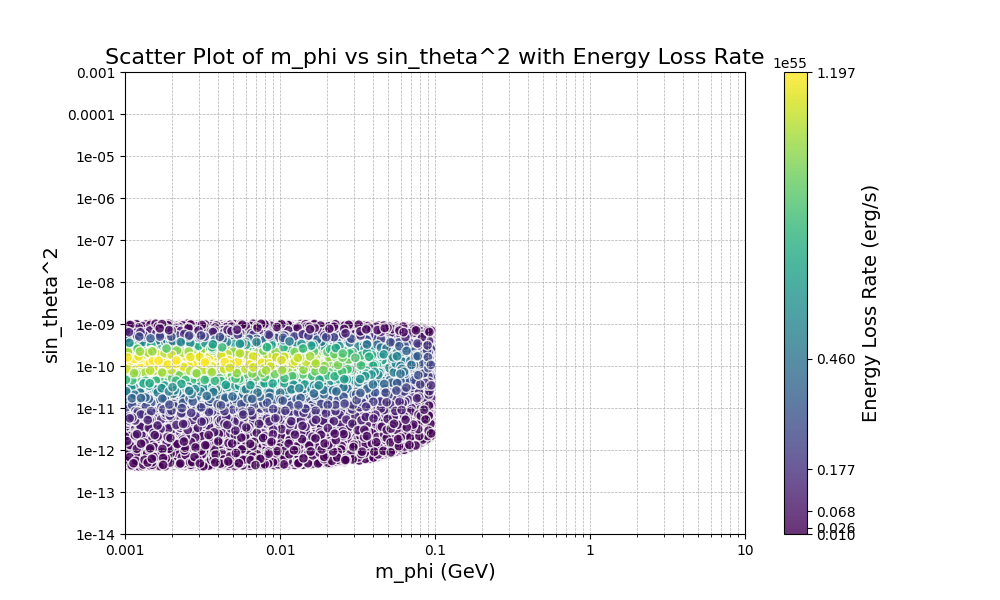 Scatter Plot of m_phi vs sin_theta^2 with Energy Loss Rate
1e55
0.001
0.0001
1e-05
1e-06
1e-07
1e-08
1e-09
1e-10
1e-11
1e-12
1e-13
1e-14
sin_theta^2
0.001
0.01
0.1
1
10
m_phi (GeV)
1.197
0.460
0.177
0.068
0.026
0.010
Energy Loss Rate (erg/s)